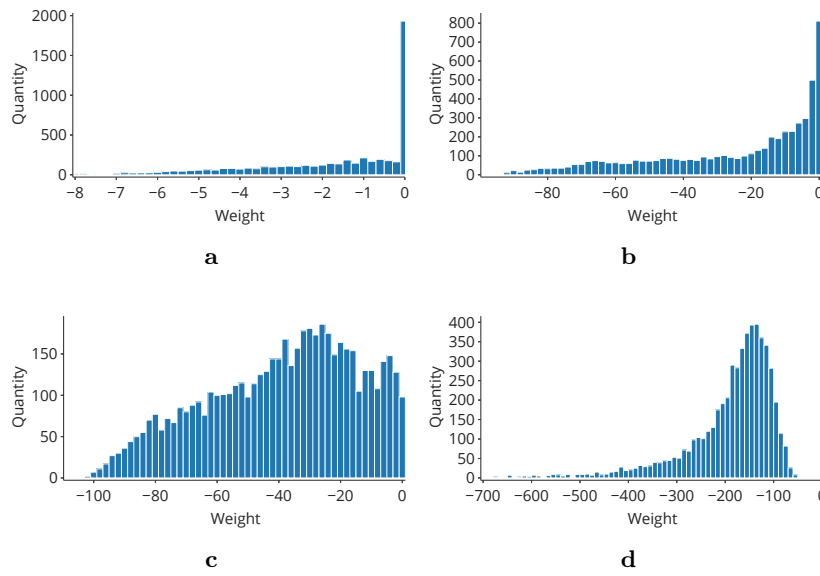 2000
1500
1000
500
0
Quantity
−8 −7 −6 −5 −4 −3 −2 −1 0
Weight
a
800
700
600
500
400
300
200
100
0
Quantity
−80 −60 −40 −20 0
Weight
b
150
100
50
0
Quantity
−100 −80 −60 −40 −20 0
Weight
c
400
350
300
250
200
150
100
50
0
Quantity
−700 −600 −500 −400 −300 −200 −100 0
Weight
d